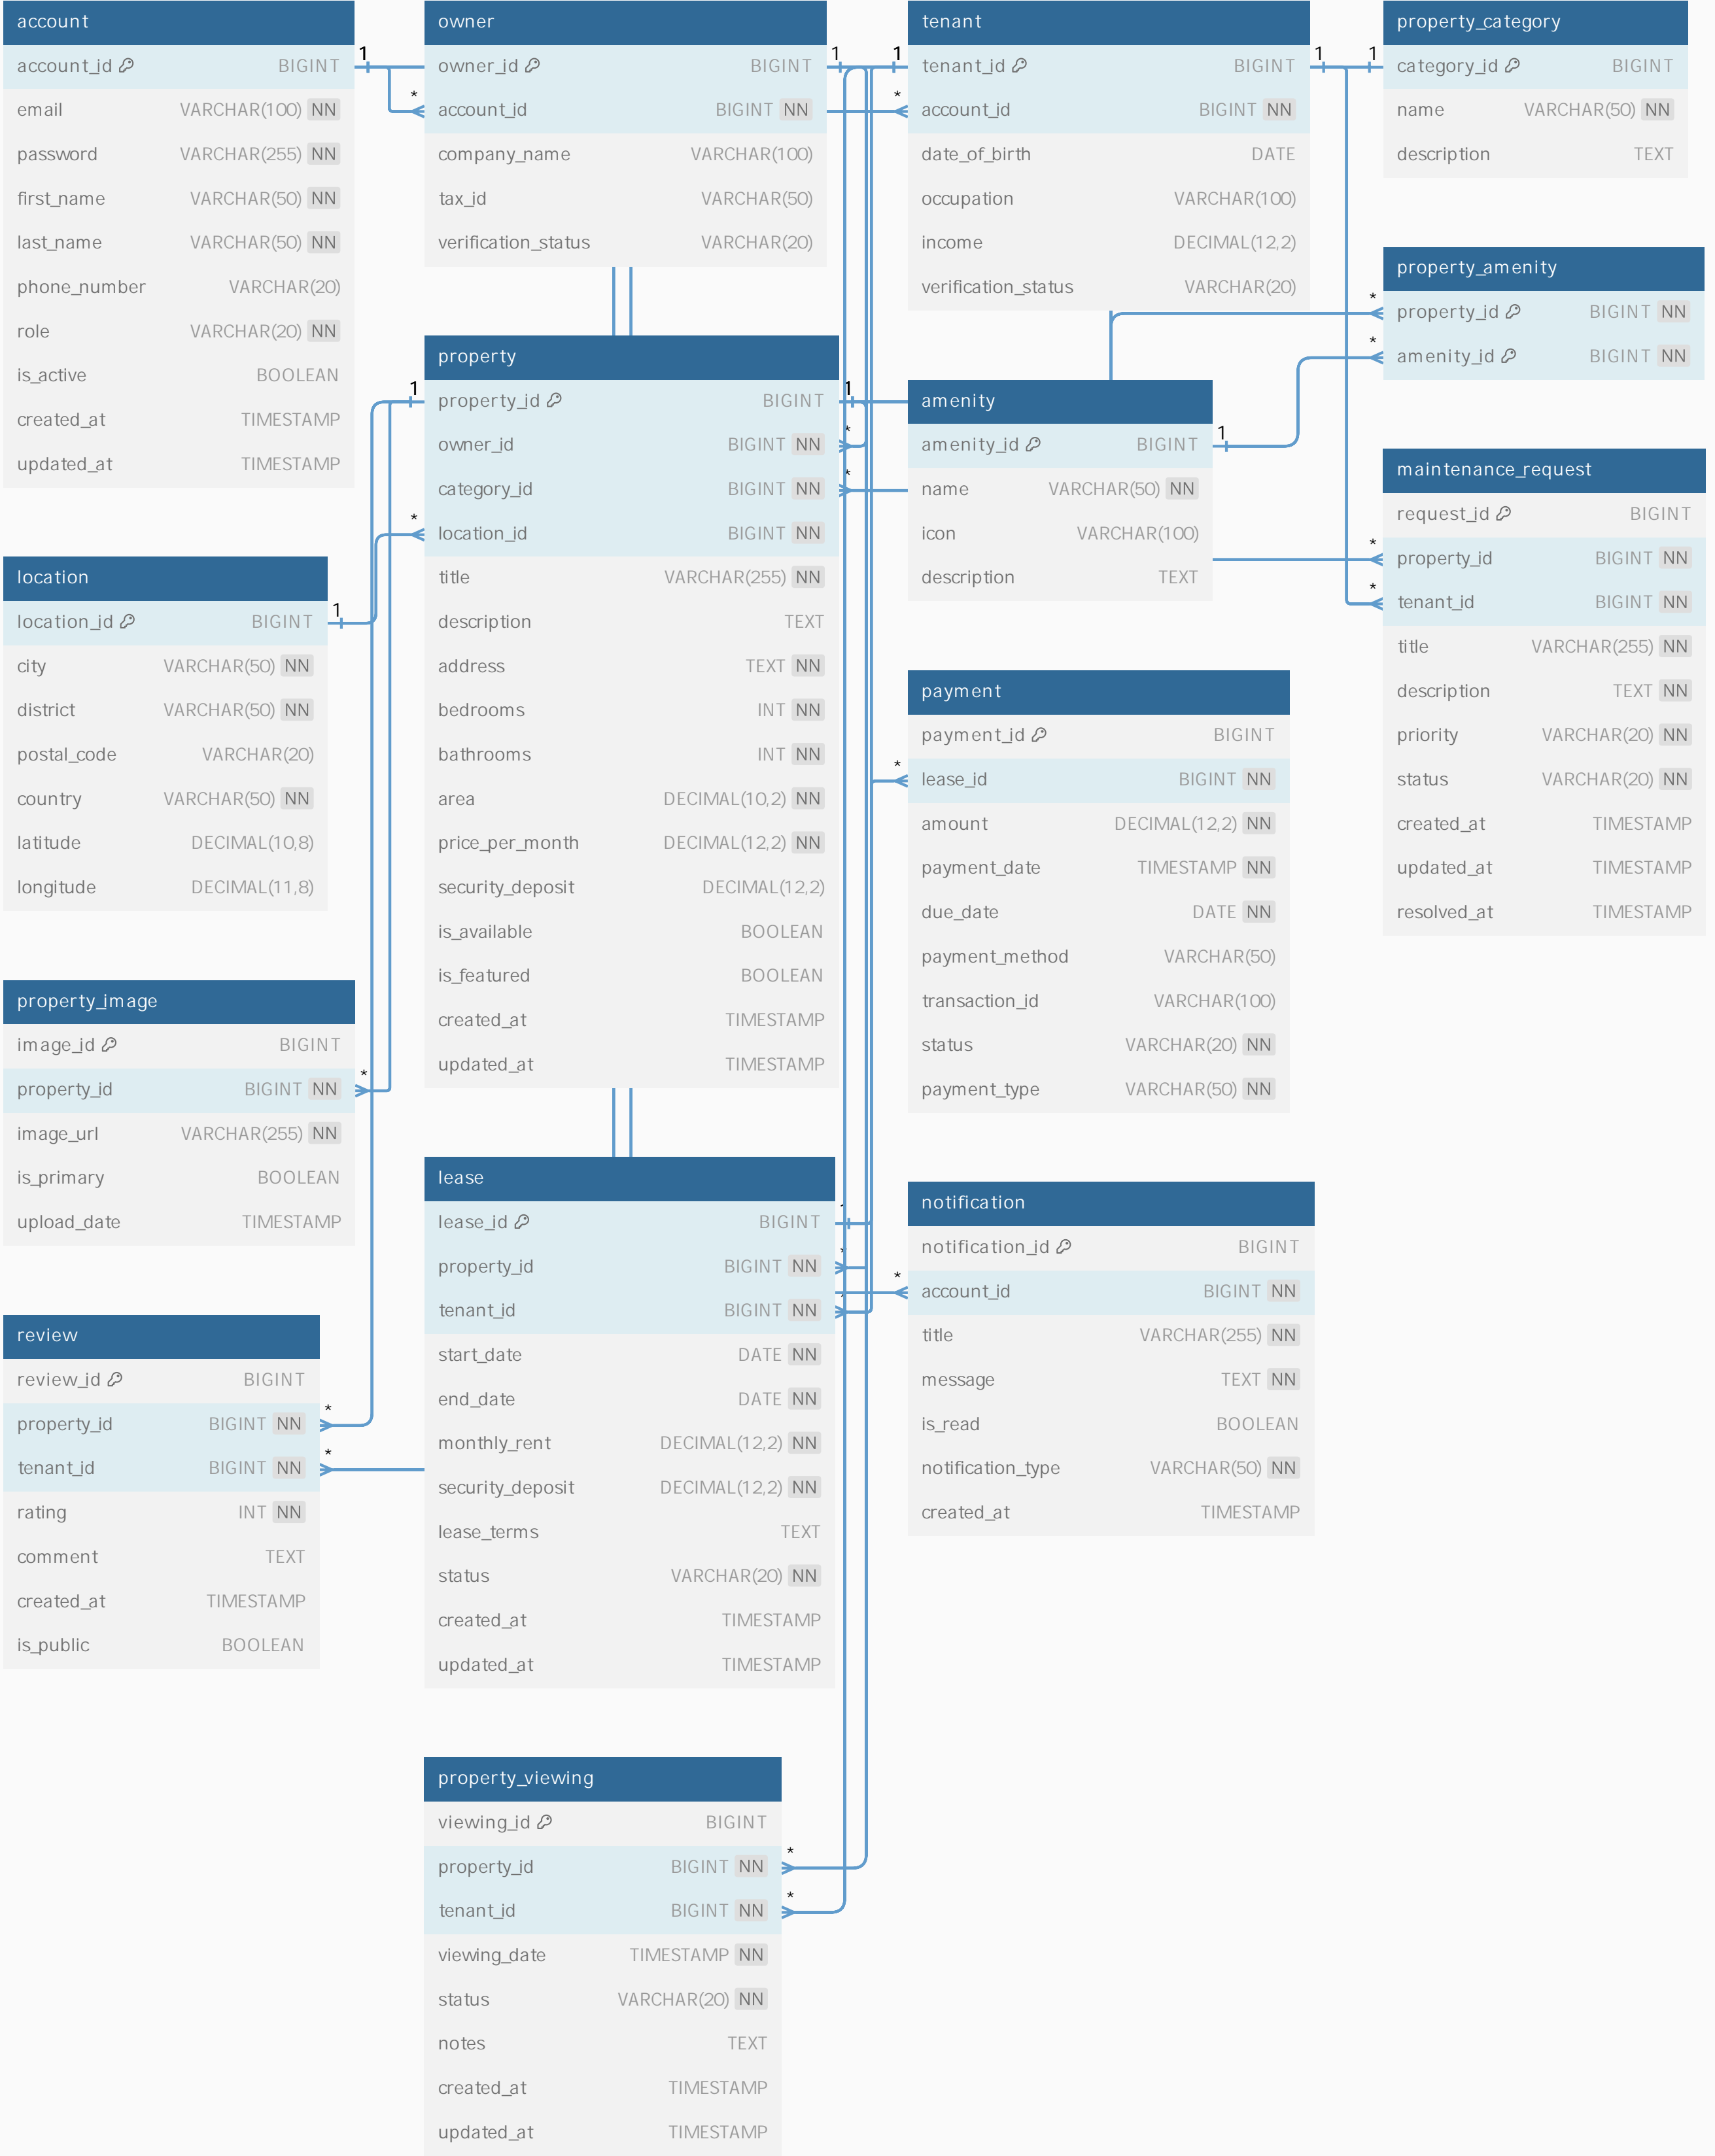 account
account_id BIGINT
email VARCHAR(100) NN
password VARCHAR(255) NN
first_name VARCHAR(50) NN
last_name VARCHAR(50) NN
phone_number VARCHAR(20)
role VARCHAR(20) NN
is_active BOOLEAN
created_at TIMESTAMP
updated_at TIMESTAMP
1
owner
owner_id BIGINT
account_id BIGINT NN
company_name VARCHAR(100)
tax_id VARCHAR(50)
verification_status VARCHAR(20)
*
1
tenant
tenant_id BIGINT
account_id BIGINT NN
date_of_birth DATE
occupation VARCHAR(100)
income DECIMAL(12,2)
verification_status VARCHAR(20)
1
*
1
property_category
category_id BIGINT
name VARCHAR(50) NN
description TEXT
1
property_amenity
property_id BIGINT NN
amenity_id BIGINT NN
*
*
property
property_id BIGINT
owner_id BIGINT NN
category_id BIGINT NN
location_id BIGINT NN
title VARCHAR(255) NN
description TEXT
address TEXT NN
bedrooms INT NN
bathrooms INT NN
area DECIMAL(10,2) NN
price_per_month DECIMAL(12,2) NN
security_deposit DECIMAL(12,2)
is_available BOOLEAN
is_featured BOOLEAN
created_at TIMESTAMP
updated_at TIMESTAMP
1
*
1
*
*
amenity
amenity_id BIGINT
name VARCHAR(50) NN
icon VARCHAR(100)
description TEXT
1
maintenance_request
request_id BIGINT
property_id BIGINT NN
tenant_id BIGINT NN
title VARCHAR(255) NN
description TEXT NN
priority VARCHAR(20) NN
status VARCHAR(20) NN
created_at TIMESTAMP
updated_at TIMESTAMP
resolved_at TIMESTAMP
*
*
location
location_id BIGINT
city VARCHAR(50) NN
district VARCHAR(50) NN
postal_code VARCHAR(20)
country VARCHAR(50) NN
latitude DECIMAL(10,8)
longitude DECIMAL(11,8)
1
payment
payment_id BIGINT
lease_id BIGINT NN
amount DECIMAL(12,2) NN
payment_date TIMESTAMP NN
due_date DATE NN
payment_method VARCHAR(50)
transaction_id VARCHAR(100)
status VARCHAR(20) NN
payment_type VARCHAR(50) NN
*
property_image
image_id BIGINT
property_id BIGINT NN
image_url VARCHAR(255) NN
is_primary BOOLEAN
upload_date TIMESTAMP
*
lease
lease_id BIGINT
property_id BIGINT NN
tenant_id BIGINT NN
start_date DATE NN
end_date DATE NN
monthly_rent DECIMAL(12,2) NN
security_deposit DECIMAL(12,2) NN
lease_terms TEXT
status VARCHAR(20) NN
created_at TIMESTAMP
updated_at TIMESTAMP
notification
notification_id BIGINT
account_id BIGINT NN
title VARCHAR(255) NN
message TEXT NN
is_read BOOLEAN
notification_type VARCHAR(50) NN
created_at TIMESTAMP
*
review
review_id BIGINT
property_id BIGINT NN
tenant_id BIGINT NN
rating INT NN
comment TEXT
created_at TIMESTAMP
is_public BOOLEAN
*
*
property_viewing
viewing_id BIGINT
property_id BIGINT NN
tenant_id BIGINT NN
viewing_date TIMESTAMP NN
status VARCHAR(20) NN
notes TEXT
created_at TIMESTAMP
updated_at TIMESTAMP
*
*